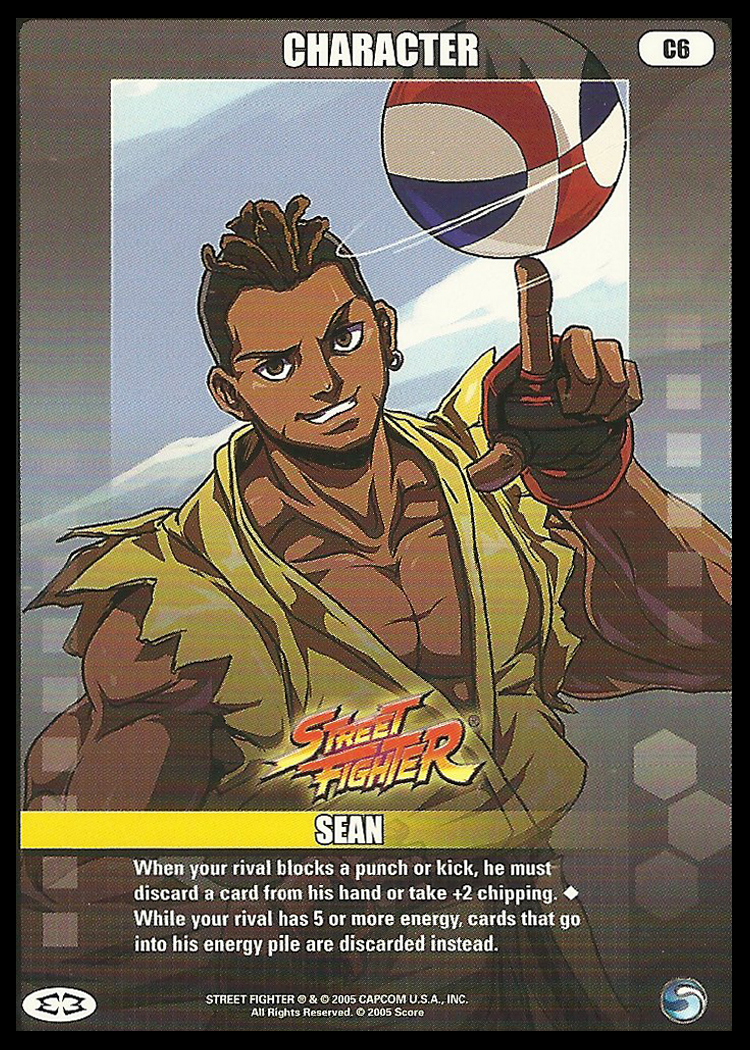 CHARACTER
C6
STREET
FIGHTER ®
SEAN
When your rival blocks a punch or kick, he must
discard a card from his hand or take +2 chipping. ◆
While your rival has 5 or more energy, cards that go
into his energy pile are discarded instead.
STREET FIGHTER ® & © 2005 CAPCOM U.S.A., INC.
All Rights Reserved. © 2005 Score